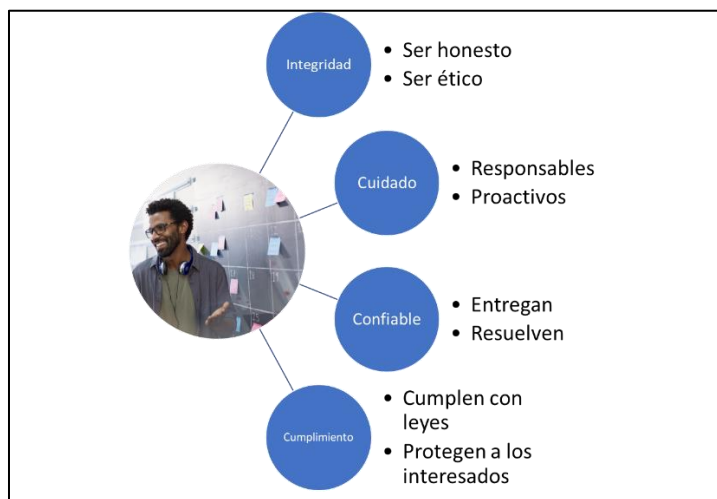 Integridad
• Ser honesto
• Ser ético
Cuidado
• Responsables
• Proactivos
Confiable
• Entregan
• Resuelven
Cumplimiento
• Cumplen con
leyes
• Protegen a los
interesados